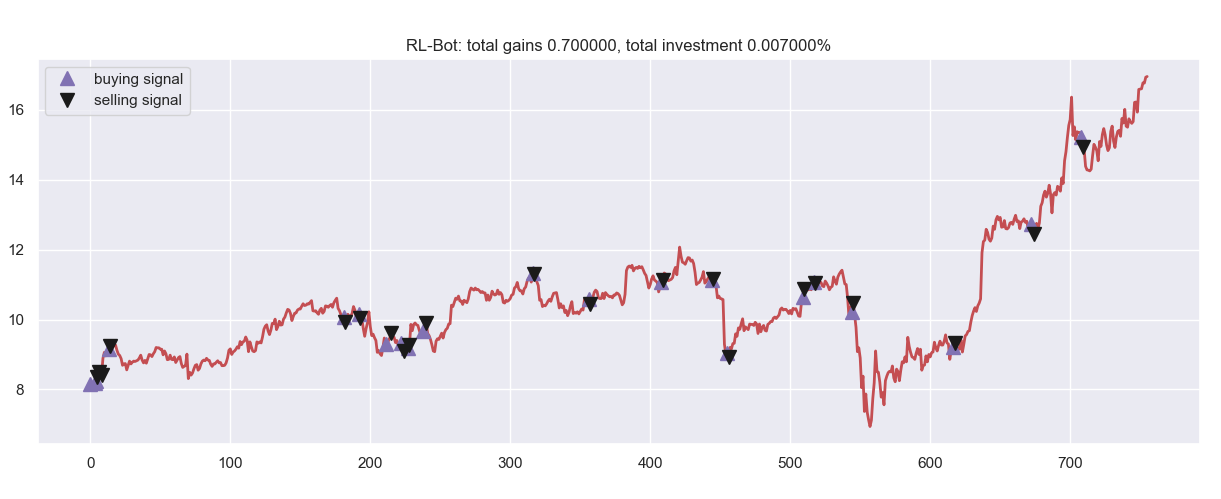 RL-Bot: total gains 0.700000, total investment 0.007000%
buying signal
selling signal
16
14
12
10
8
0 100 200 300 400 500 600 700